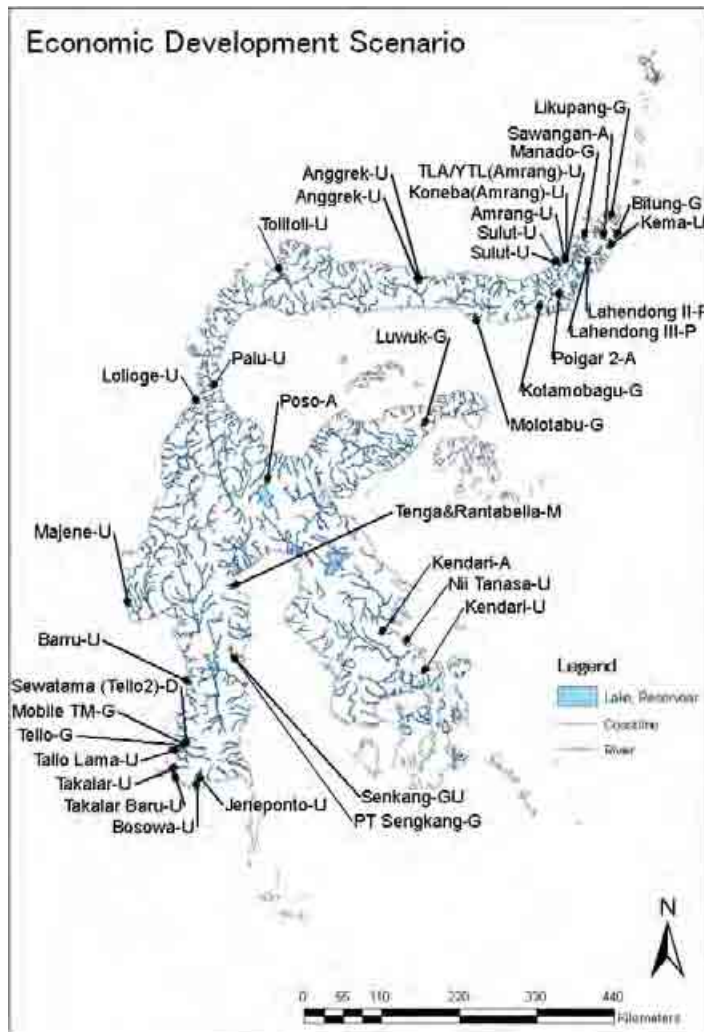 Economic Development Scenario
Likupang-G
Sawangan-A
Manado-G
Anggrek-U
TLA/YTL(Amrang)-U
Anggrek-U
Koneba(Amrang)-U
Bitung-G
Amrang-U
Kema-U
Tolitoli-U
Sulut-U
Sulut-U
Lahendong II-P
Lahendong III-P
Luwuk-G
Poigar 2-A
Palu-U
Lolioge-U
Kotamobagu-G
Poso-A
Molotabu-G
Tenga&Rantabella-M
Majene-U
Kendari-A
Nii Tanasa-U
Kendari-U
Barru-U
Legend
Sewatama (Tello2)-D
Lake, Reservoir
Mobile TM-G
Coastline
Tello-G
River
Tallo Lama-U
Takalar-U
Senkang-GU
Takalar Baru-U
Jeneponto-U
PT Sengkang-G
Bosowa-U
N
0 55 110 220 330 440
Kilometers